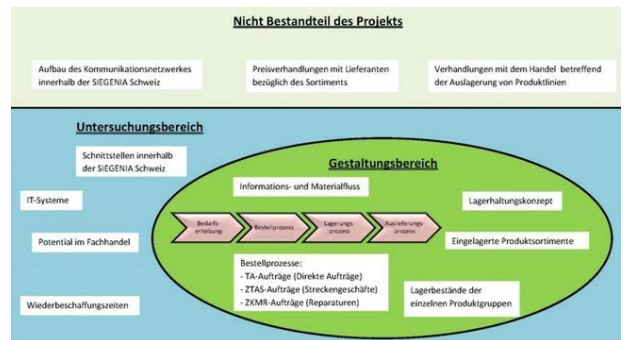 Nicht Bestandteil des Projekts
Aufbau des Kommunikationsnetzwerkes
innerhalb der SIEGENIA Schweiz
Preisverhandlungen mit Lieferanten
bezüglich des Sortiments
Verhandlungen mit dem Handel betreffend
der Auslagerung von Produktlinien
Untersuchungsbereich
Schnittstellen innerhalb
der SIEGENIA Schweiz
IT-Systeme
Potential im Fachhandel
Wiederbeschaffungszeiten
Gestaltungsbereich
Informations- und Materialfluss
Lagerhaltungskonzept
Bedarfs-
erhebung
Bestellprozess
Lagerungs-
prozess
Auslieferungs-
prozess
Eingelagerte Produktsortimente
Bestellprozesse:
- TA-Aufträge (Direkte Aufträge)
- ZTAS-Aufträge (Streckengeschäfte)
- ZKMR-Aufträge (Reparaturen)
Lagerbestände der
einzelnen Produktgruppen